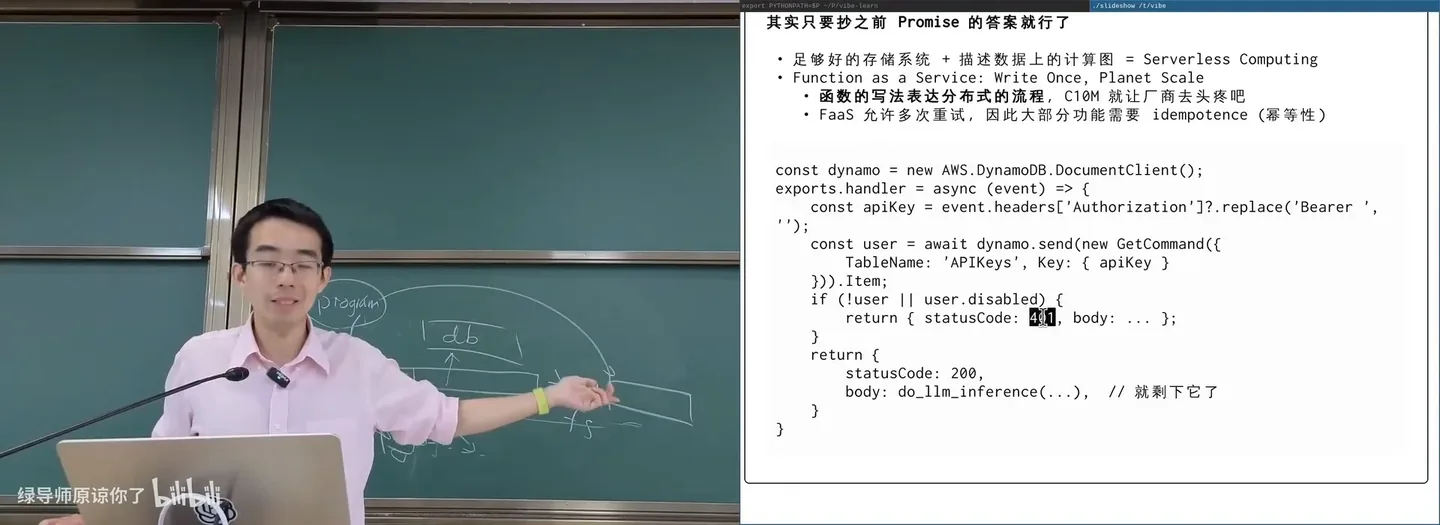 export PYTHONPATH=$P ~/P/vibe-learn
./slideshow /t/vibe
其实只要抄之前 Promise 的答案就行了
• 足够好的存储系统 + 描述数据上的计算图 = Serverless Computing
• Function as a Service: Write Once, Planet Scale
• 函数的写法表达分布式的流程, C10M 就让厂商去头疼吧
• FaaS 允许多次重试, 因此大部分功能需要 idempotence (幂等性)
const dynamo = new AWS.DynamoDB.DocumentClient();
exports.handler = async (event) => {
const apiKey = event.headers['Authorization']?.replace('Bearer ',
'');
const user = await dynamo.send(new GetCommand({
TableName: 'APIKeys', Key: { apiKey }
})).Item;
if (!user || user.disabled) {
return { statusCode: 401, body: ... };
}
return {
statusCode: 200,
body: do_llm_inference(...), // 就剩下它了
}
}
program
db
绿导师原谅你了 bilibili